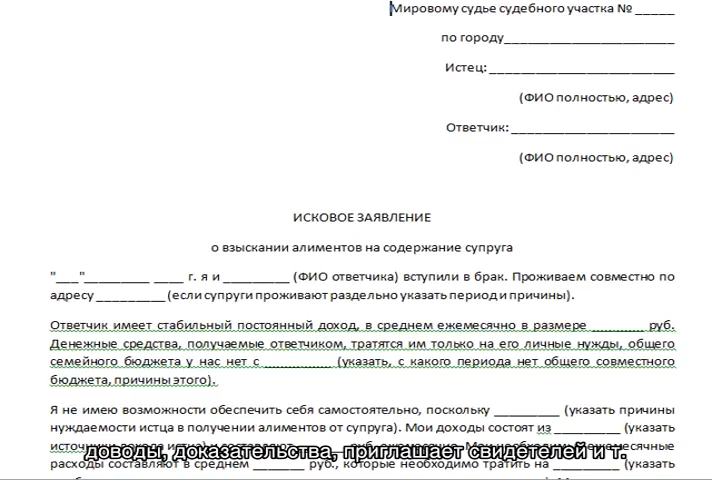 Мировому судье судебного участка № _____
по городу______________________
Истец: ________________________
(ФИО полностью, адрес)
Ответчик: _____________________
(ФИО полностью, адрес)
ИСКОВОЕ ЗАЯВЛЕНИЕ
о взыскании алиментов на содержание супруга
"___"_________ ____ г. я и _________ (ФИО ответчика) вступили в брак. Проживаем совместно по
адресу _________ (если супруги проживают раздельно указать период и причины).
Ответчик имеет стабильный постоянный доход, в среднем ежемесячно в размере _______ руб.
Денежные средства, получаемые ответчиком, тратятся им только на его личные нужды, общего
семейного бюджета у нас нет с _________ (указать, с какого периода нет общего совместного
бюджета, причины этого).
Я не имею возможности обеспечить себя самостоятельно, поскольку _________ (указать причины
нуждаемости истца в получении алиментов от супруга). Мои доходы состоят из _________ (указать
доводы, доказательства, приглашает свидетелей и т.
расходы составляют в среднем _______ руб., которые необходимо тратить на _________ (указать